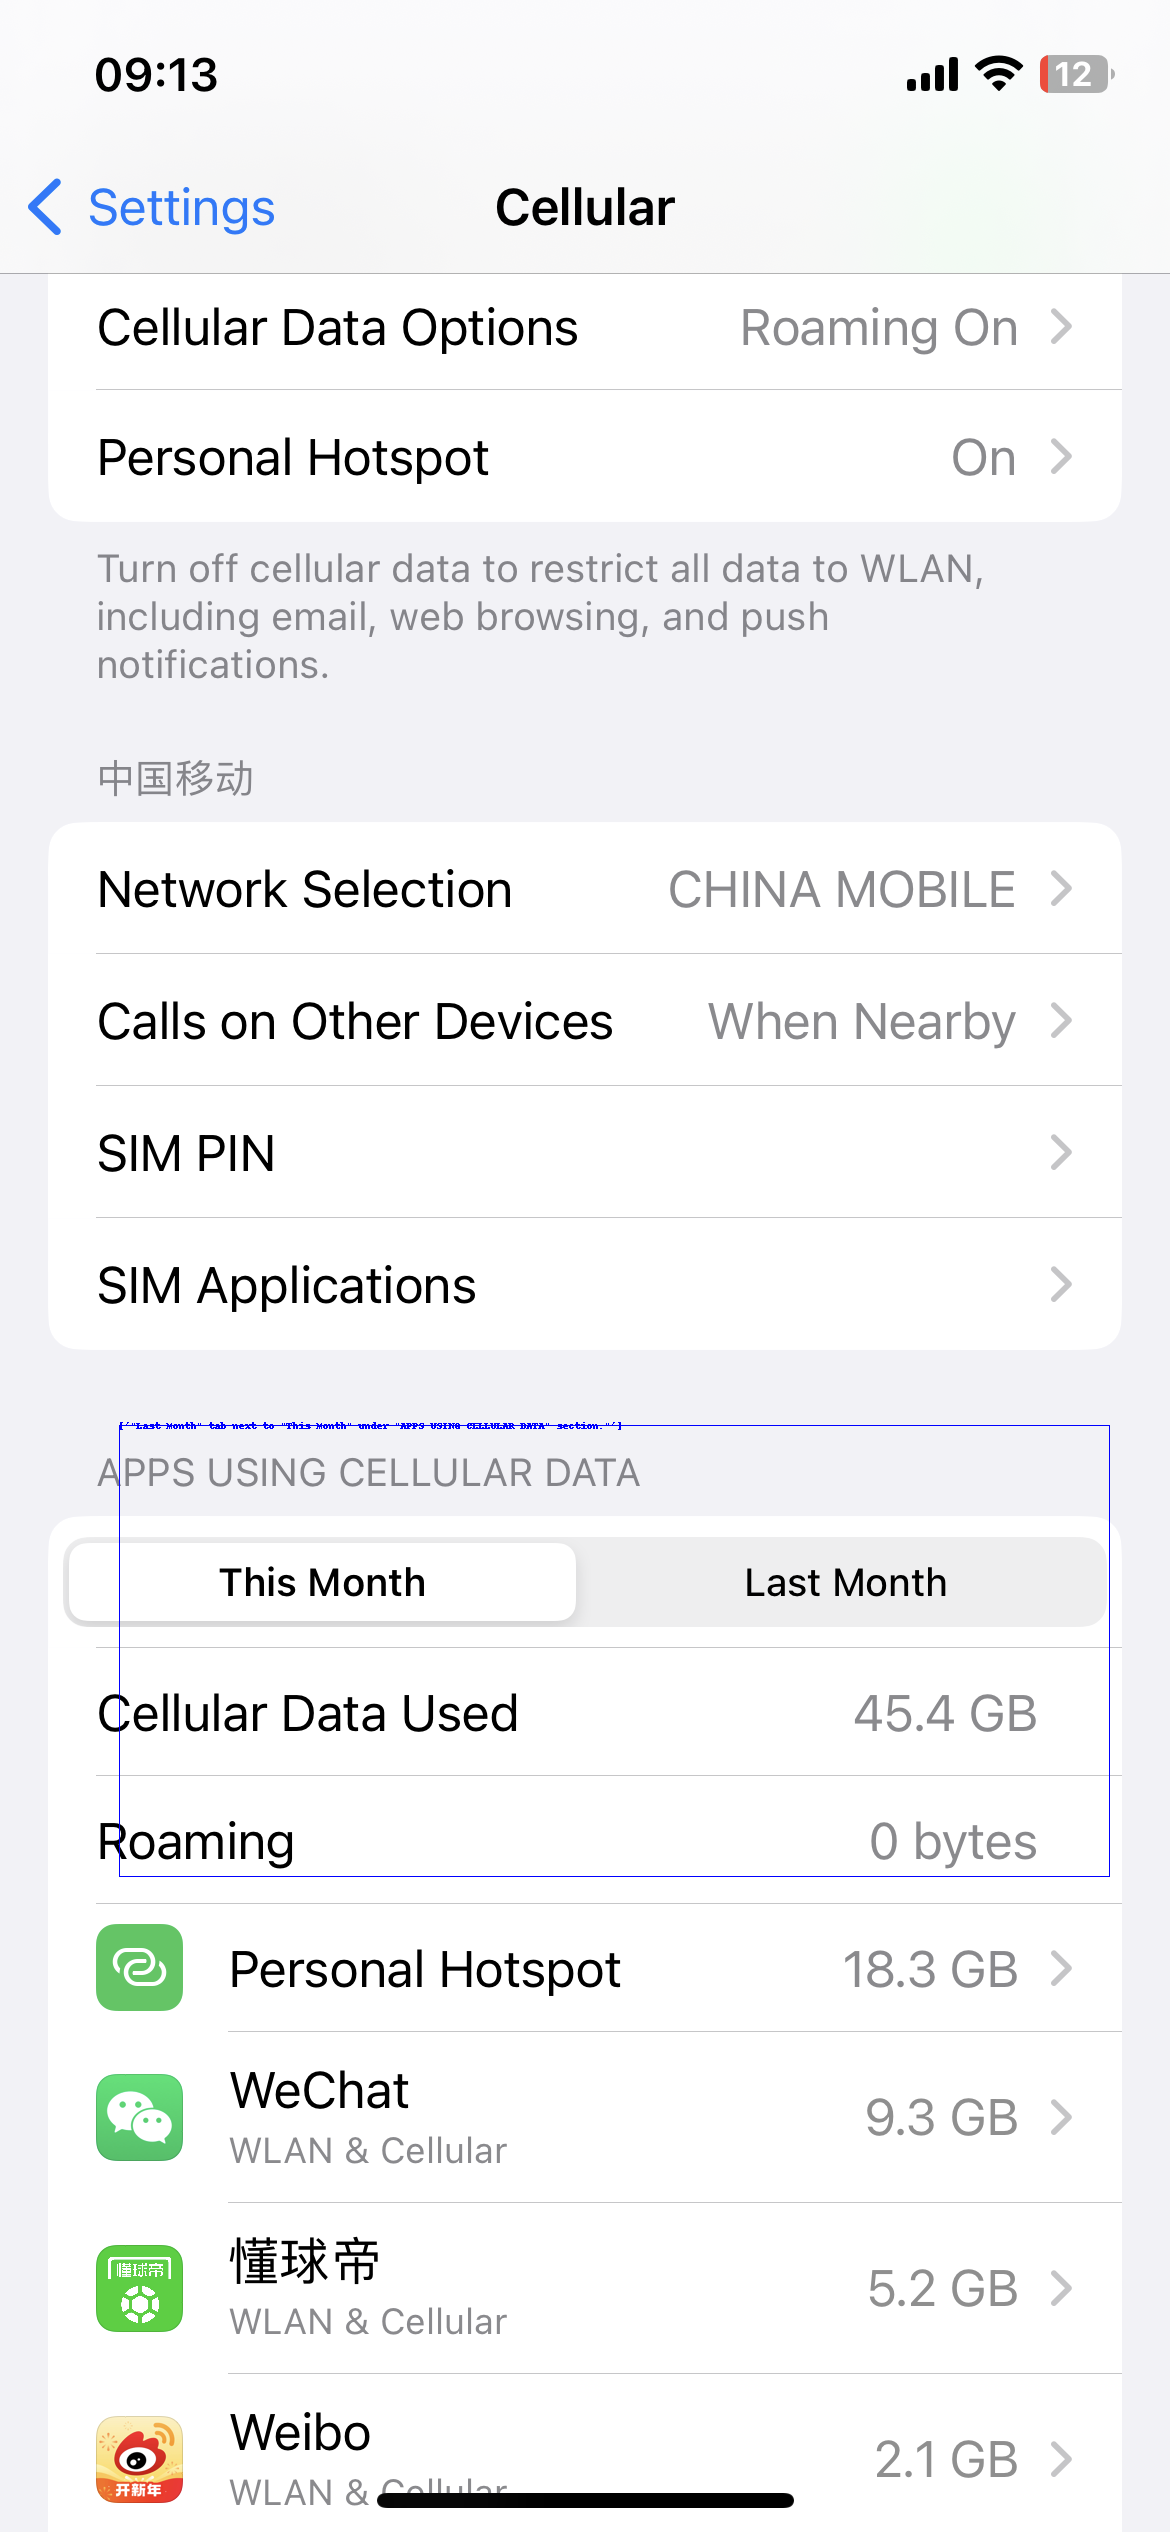 09:13
12
Settings
Cellular
Cellular Data Options Roaming On
Personal Hotspot On
Turn off cellular data to restrict all data to WLAN,
including email, web browsing, and push
notifications.
中国移动
Network Selection CHINA MOBILE
Calls on Other Devices When Nearby
SIM PIN
SIM Applications
['"Last Month" tab next to "This Month" under "APPS USING CELLULAR DATA" section."']
APPS USING CELLULAR DATA
This Month Last Month
Cellular Data Used 45.4 GB
Roaming 0 bytes
Personal Hotspot 18.3 GB
WeChat
WLAN & Cellular
9.3 GB
懂球帝
懂球帝
WLAN & Cellular
5.2 GB
开新年
Weibo
WLAN & Cellular
2.1 GB